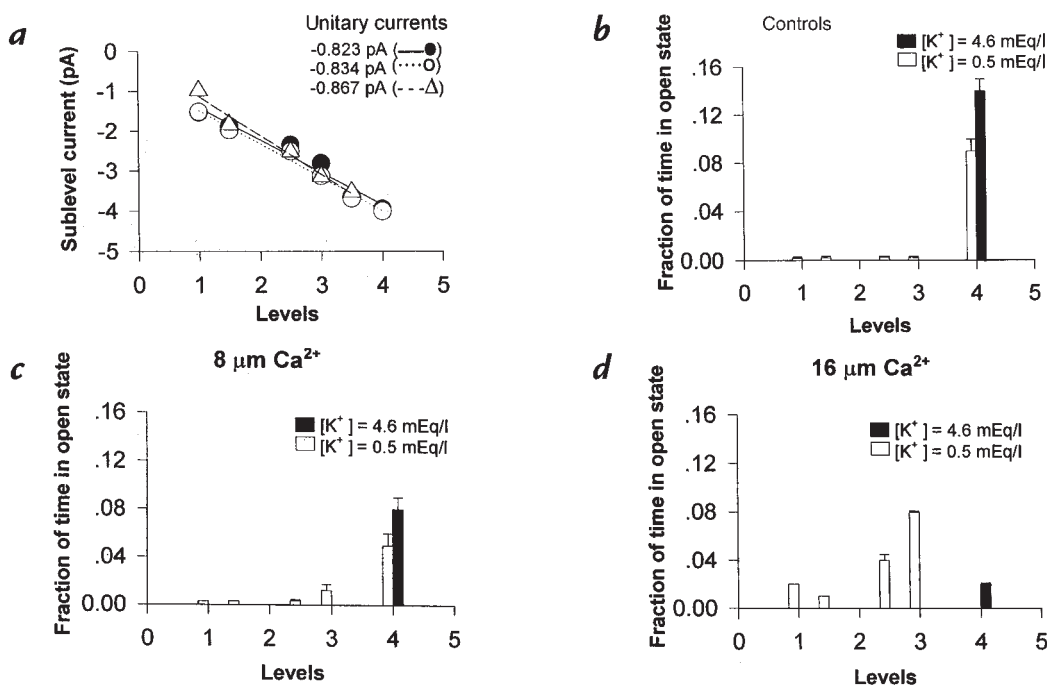 a
Unitary currents
-0.823 pA (—●)
-0.834 pA (·····○)
-0.867 pA (---△)
Sublevel current (pA)
0
-1
-2
-3
-4
-5
0 1 2 3 4 5
Levels
b
Controls
[K+] = 4.6 mEq/l
[K+] = 0.5 mEq/l
Fraction of time in open state
.16
.12
.08
.04
0.00
0 1 2 3 4 5
Levels
c
8 µm Ca2+
[K+] = 4.6 mEq/l
[K+] = 0.5 mEq/l
Fraction of time in open state
.16
.12
.08
.04
0.00
0 1 2 3 4 5
Levels
d
16 µm Ca2+
[K+] = 4.6 mEq/l
[K+] = 0.5 mEq/l
Fraction of time in open state
.16
.12
.08
.04
0.00
0 1 2 3 4 5
Levels